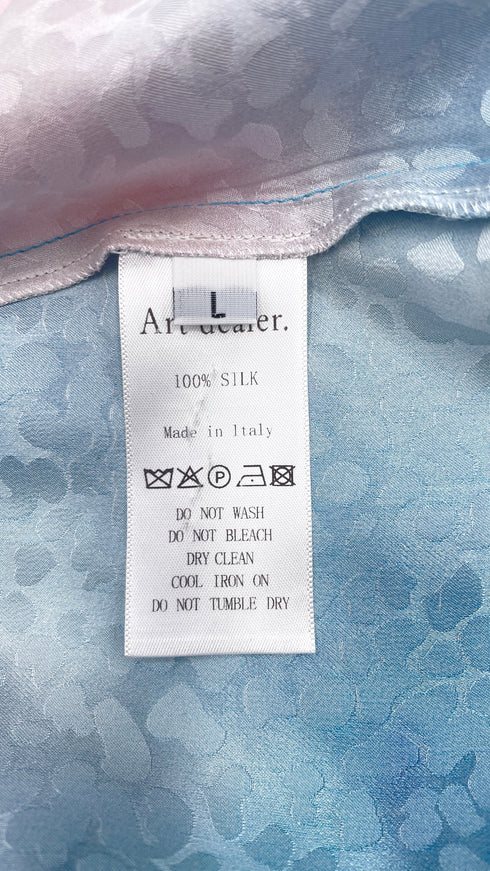 L
Art dealer.
100% SILK
Made in Italy
DO NOT WASH
DO NOT BLEACH
DRY CLEAN
COOL IRON ON
DO NOT TUMBLE DRY